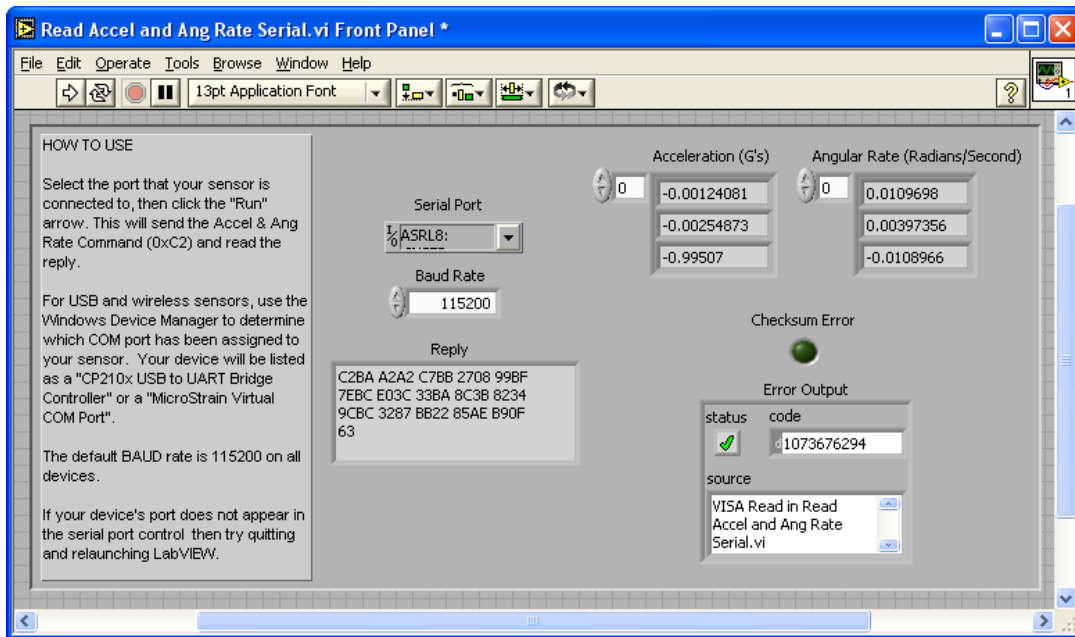 Read Accel and Ang Rate Serial.vi Front Panel *
File Edit Operate Tools Browse Window Help
13pt Application Font
1
HOW TO USE
Select the port that your sensor is
connected to, then click the "Run"
arrow. This will send the Accel & Ang
Rate Command (0xC2) and read the
reply.
For USB and wireless sensors, use the
Windows Device Manager to determine
which COM port has been assigned to
your sensor. Your device will be listed
as a "CP210x USB to UART Bridge
Controller" or a "MicroStrain Virtual
COM Port".
The default BAUD rate is 115200 on all
devices.
If your device's port does not appear in
the serial port control then try quitting
and relaunching LabVIEW.
Serial Port
I/O ASRL8:
Baud Rate
115200
Reply
C2BA A2A2 C7BB 2708 99BF
7EBC E03C 33BA 8C3B 8234
9CBC 3287 BB22 85AE B90F
63
Acceleration (G's)
0
-0.00124081
-0.00254873
-0.99507
Angular Rate (Radians/Second)
0
0.0109698
0.00397356
-0.0108966
Checksum Error
Error Output
status code
d 1073676294
source
VISA Read in Read
Accel and Ang Rate
Serial.vi